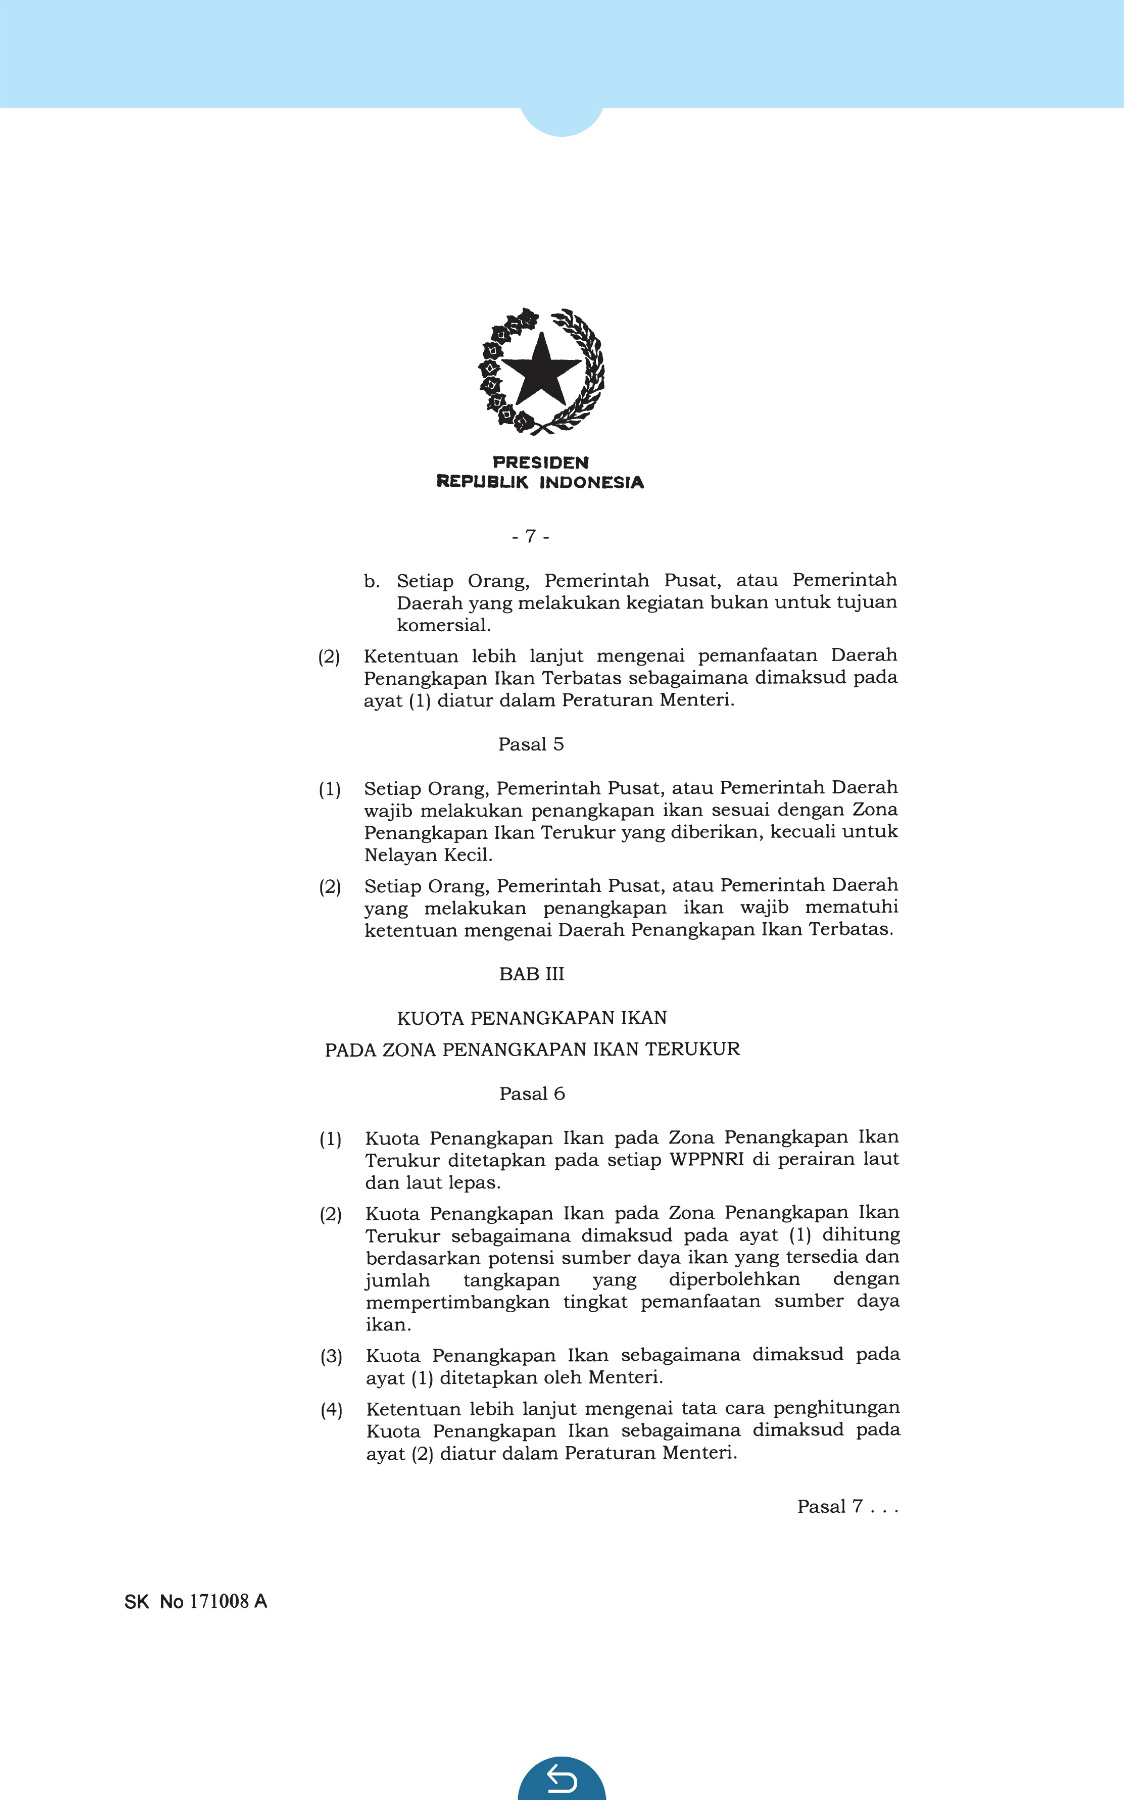 PRESIDEN
REPUBLIK INDONESIA
- 7 -
b. Setiap Orang, Pemerintah Pusat, atau Pemerintah
Daerah yang melakukan kegiatan bukan untuk tujuan
komersial.
(2) Ketentuan lebih lanjut mengenai pemanfaatan Daerah
Penangkapan Ikan Terbatas sebagaimana dimaksud pada
ayat (1) diatur dalam Peraturan Menteri.
Pasal 5
(1) Setiap Orang, Pemerintah Pusat, atau Pemerintah Daerah
wajib melakukan penangkapan ikan sesuai dengan Zona
Penangkapan Ikan Terukur yang diberikan, kecuali untuk
Nelayan Kecil.
(2) Setiap Orang, Pemerintah Pusat, atau Pemerintah Daerah
yang melakukan penangkapan ikan wajib mematuhi
ketentuan mengenai Daerah Penangkapan Ikan Terbatas.
BAB III
KUOTA PENANGKAPAN IKAN
PADA ZONA PENANGKAPAN IKAN TERUKUR
Pasal 6
(1) Kuota Penangkapan Ikan pada Zona Penangkapan Ikan
Terukur ditetapkan pada setiap WPPNRI di perairan laut
dan laut lepas.
(2) Kuota Penangkapan Ikan pada Zona Penangkapan Ikan
Terukur sebagaimana dimaksud pada ayat (1) dihitung
berdasarkan potensi sumber daya ikan yang tersedia dan
jumlah tangkapan yang diperbolehkan dengan
mempertimbangkan tingkat pemanfaatan sumber daya
ikan.
(3) Kuota Penangkapan Ikan sebagaimana dimaksud pada
ayat (1) ditetapkan oleh Menteri.
(4) Ketentuan lebih lanjut mengenai tata cara penghitungan
Kuota Penangkapan Ikan sebagaimana dimaksud pada
ayat (2) diatur dalam Peraturan Menteri.
Pasal 7 . . .
SK No 171008 A